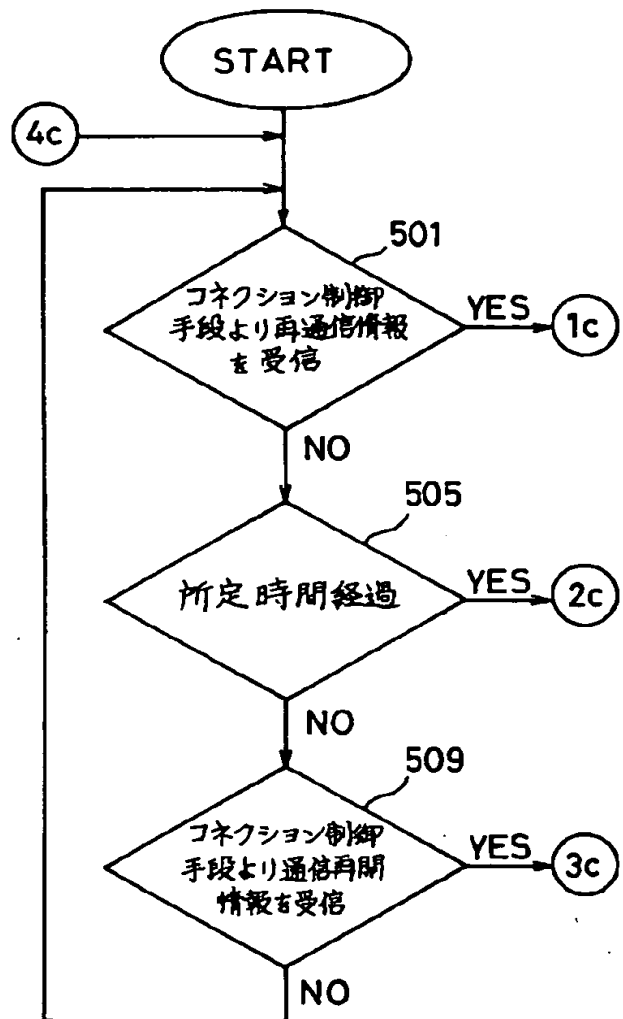 START
4c
501
コネクション制御
手段より再通信情報
を受信
YES
1c
NO
505
所定時間経過
YES
2c
NO
509
コネクション制御
手段より通信再開
情報を受信
YES
3c
NO